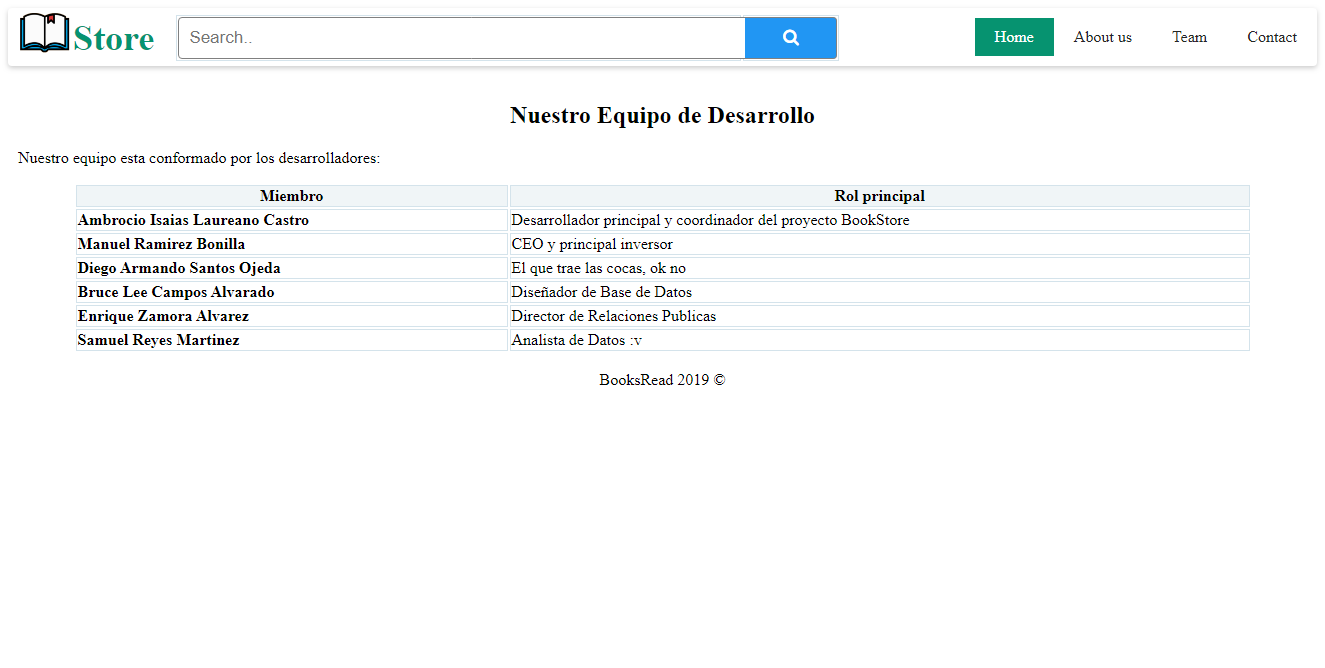 Store Search.. Home About us Team Contact
Nuestro Equipo de Desarrollo
Nuestro equipo esta conformado por los desarrolladores:
Miembro Rol principal
Ambrocio Isaias Laureano Castro Desarrollador principal y coordinador del proyecto BookStore
Manuel Ramirez Bonilla CEO y principal inversor
Diego Armando Santos Ojeda El que trae las cocas, ok no
Bruce Lee Campos Alvarado Diseñador de Base de Datos
Enrique Zamora Alvarez Director de Relaciones Publicas
Samuel Reyes Martinez Analista de Datos :v
BooksRead 2019 ©